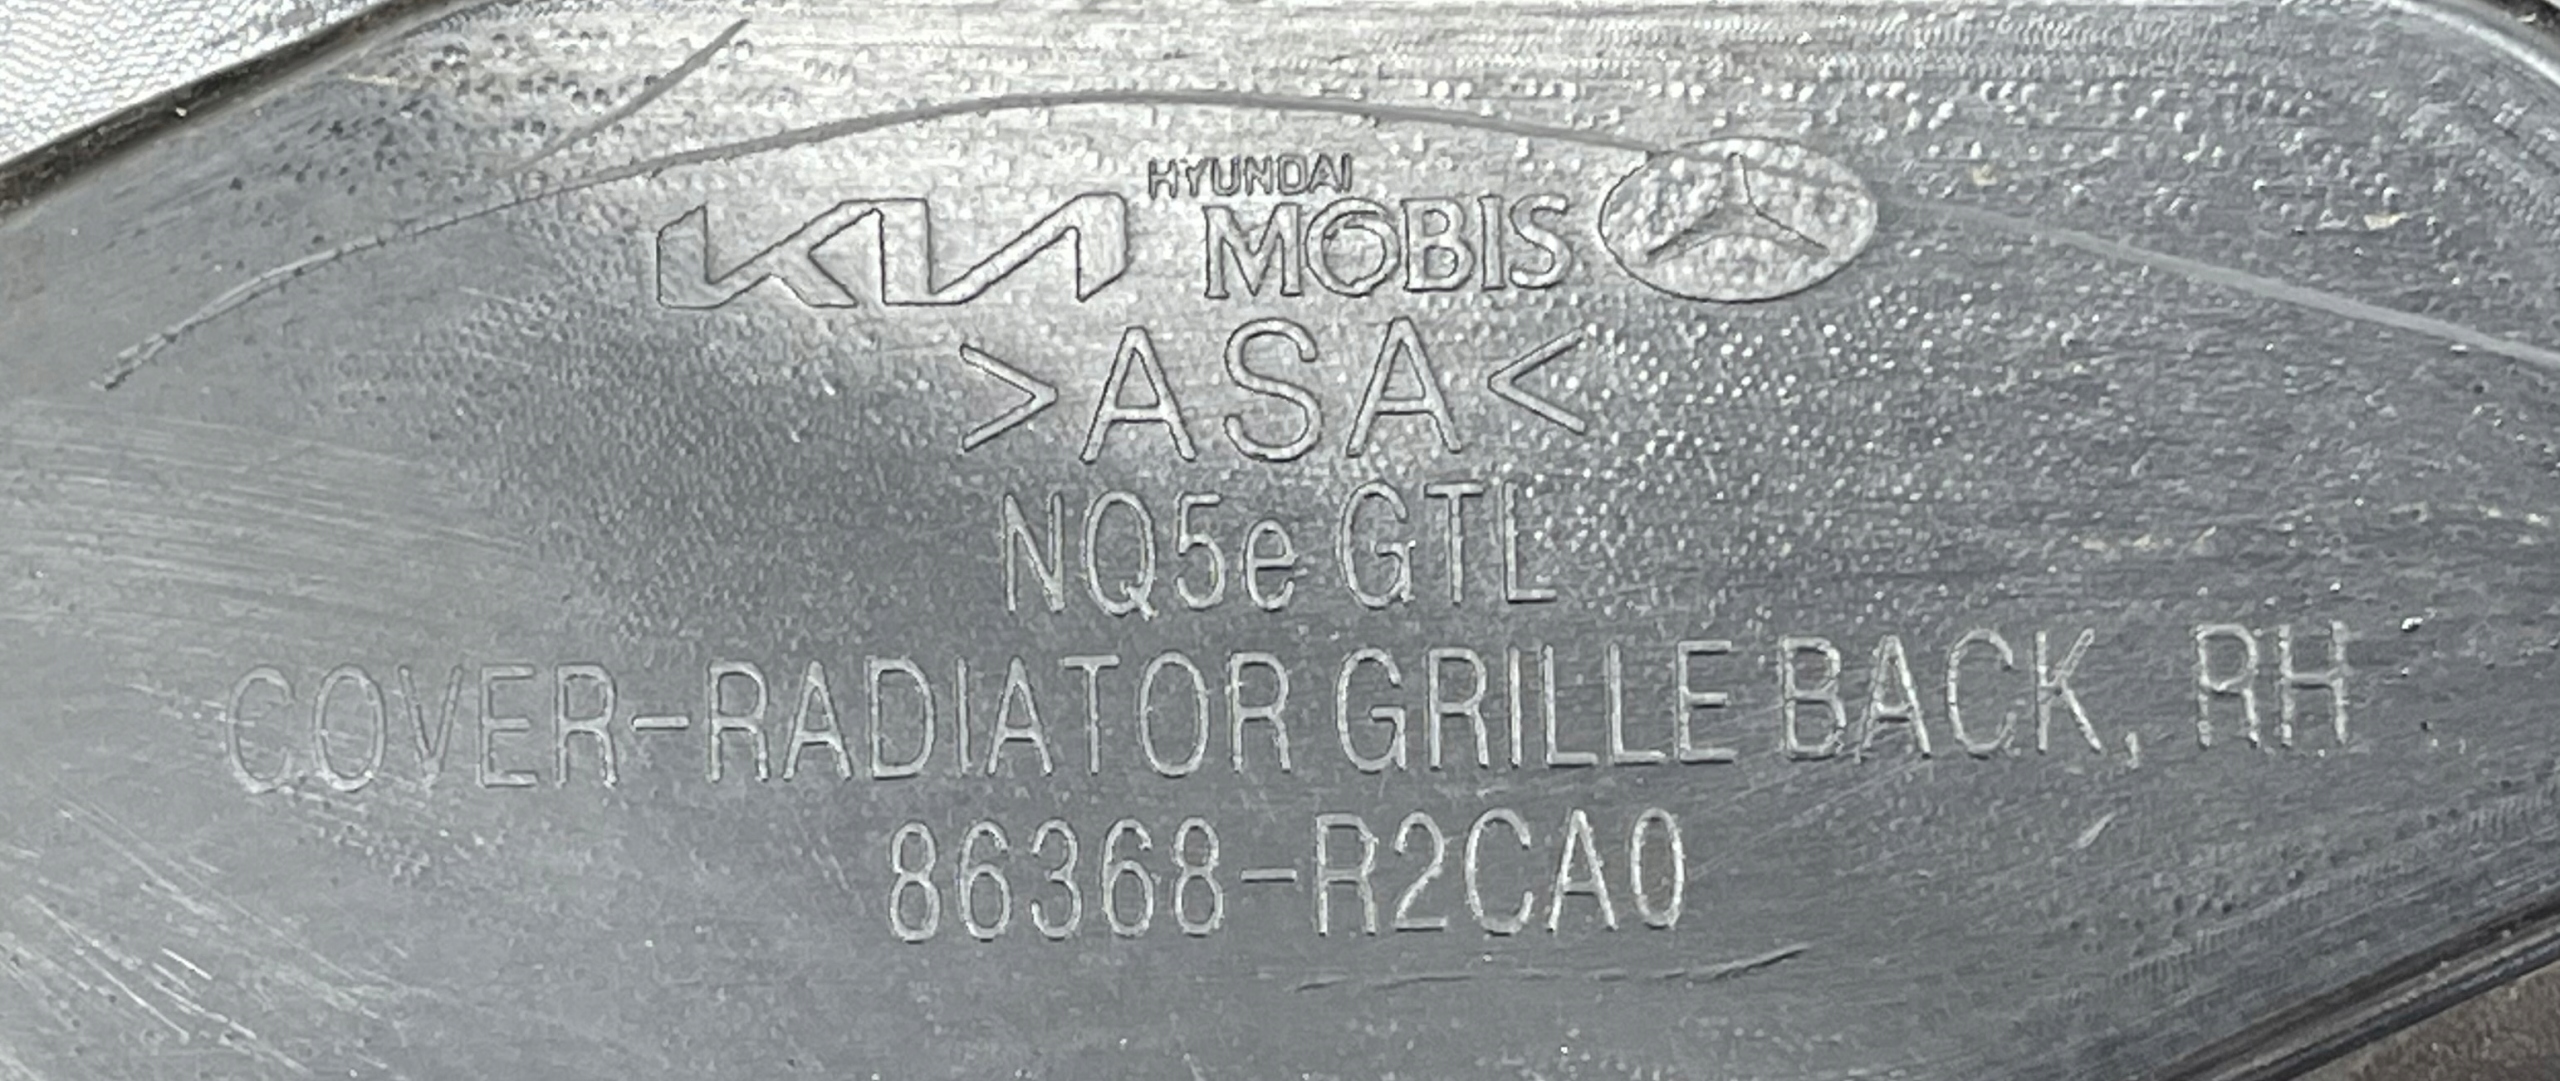 KIA HYUNDAI MOBIS
>ASA<
NQ5e GTL
COVER-RADIATOR GRILLE BACK, RH
86368-R2CA0